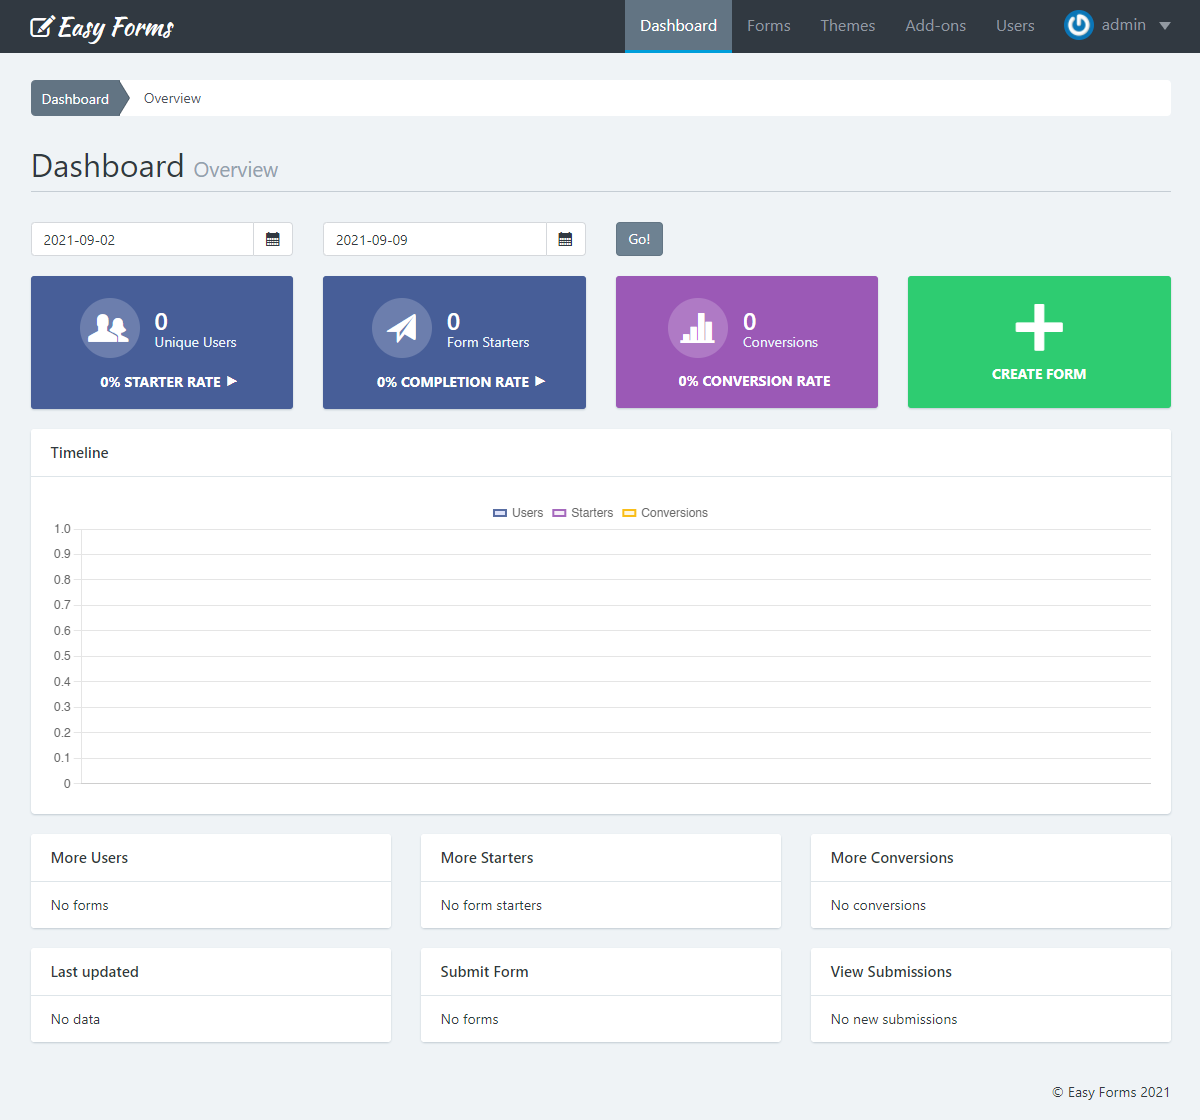 Easy Forms
Dashboard Forms Themes Add-ons Users admin
Dashboard Overview
Dashboard Overview
2021-09-02 2021-09-09 Go!
0
Unique Users
0% STARTER RATE ►
0
Form Starters
0% COMPLETION RATE ►
0
Conversions
0% CONVERSION RATE
CREATE FORM
Timeline
Users Starters Conversions
1.0
0.9
0.8
0.7
0.6
0.5
0.4
0.3
0.2
0.1
0
More Users
No forms
More Starters
No form starters
More Conversions
No conversions
Last updated
No data
Submit Form
No forms
View Submissions
No new submissions
© Easy Forms 2021